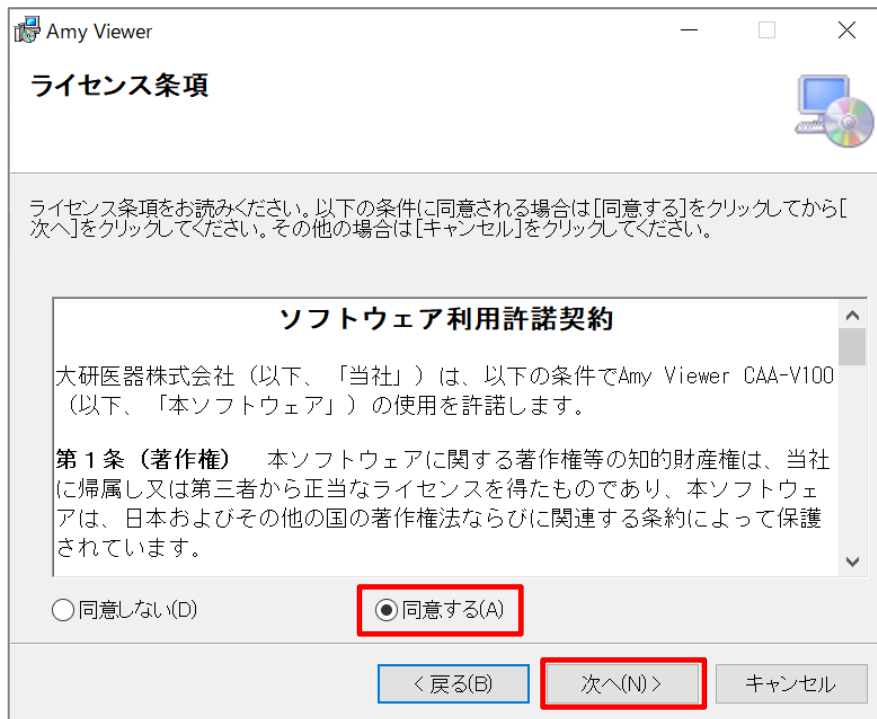 Amy Viewer
ライセンス条項
ライセンス条項をお読みください。以下の条件に同意される場合は[同意する]をクリックしてから[
次へ]をクリックしてください。その他の場合は[キャンセル]をクリックしてください。
ソフトウェア利用許諾契約
大研医器株式会社（以下、「当社」）は、以下の条件でAmy Viewer CAA-V100
（以下、「本ソフトウェア」）の使用を許諾します。
第１条（著作権）　本ソフトウェアに関する著作権等の知的財産権は、当社
に帰属し又は第三者から正当なライセンスを得たものであり、本ソフトウェ
アは、日本およびその他の国の著作権法ならびに関連する条約によって保護
されています。
同意しない(D) 同意する(A)
< 戻る(B) 次へ(N) > キャンセル